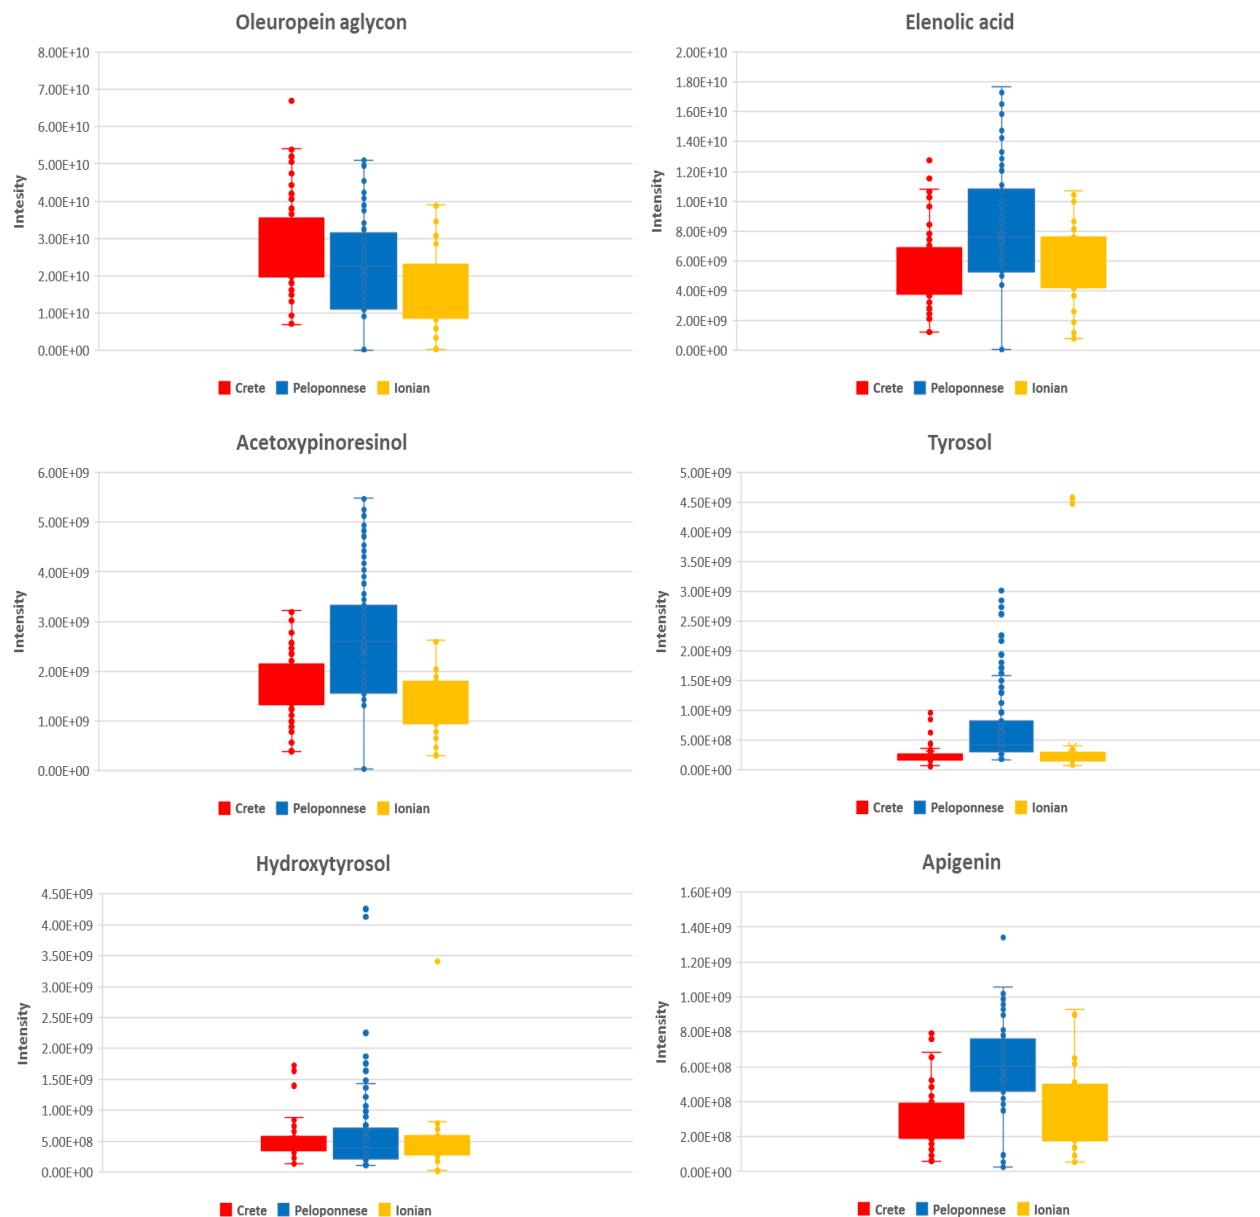 Oleuropein aglycon
8.00E+10
7.00E+10
6.00E+10
5.00E+10
4.00E+10
3.00E+10
2.00E+10
1.00E+10
0.00E+00
Intesity
Crete Peloponnese Ionian
Elenolic acid
2.00E+10
1.80E+10
1.60E+10
1.40E+10
1.20E+10
1.00E+10
8.00E+09
6.00E+09
4.00E+09
2.00E+09
0.00E+00
Intensity
Crete Peloponnese Ionian
Acetoxypinoresinol
6.00E+09
5.00E+09
4.00E+09
3.00E+09
2.00E+09
1.00E+09
0.00E+00
Intensity
Crete Peloponnese Ionian
Tyrosol
5.00E+09
4.50E+09
4.00E+09
3.50E+09
3.00E+09
2.50E+09
2.00E+09
1.50E+09
1.00E+09
5.00E+08
0.00E+00
Intensity
Crete Peloponnese Ionian
Hydroxytyrosol
4.50E+09
4.00E+09
3.50E+09
3.00E+09
2.50E+09
2.00E+09
1.50E+09
1.00E+09
5.00E+08
0.00E+00
Intensity
Crete Peloponnese Ionian
Apigenin
1.60E+09
1.40E+09
1.20E+09
1.00E+09
8.00E+08
6.00E+08
4.00E+08
2.00E+08
0.00E+00
Intensity
Crete Peloponnese Ionian